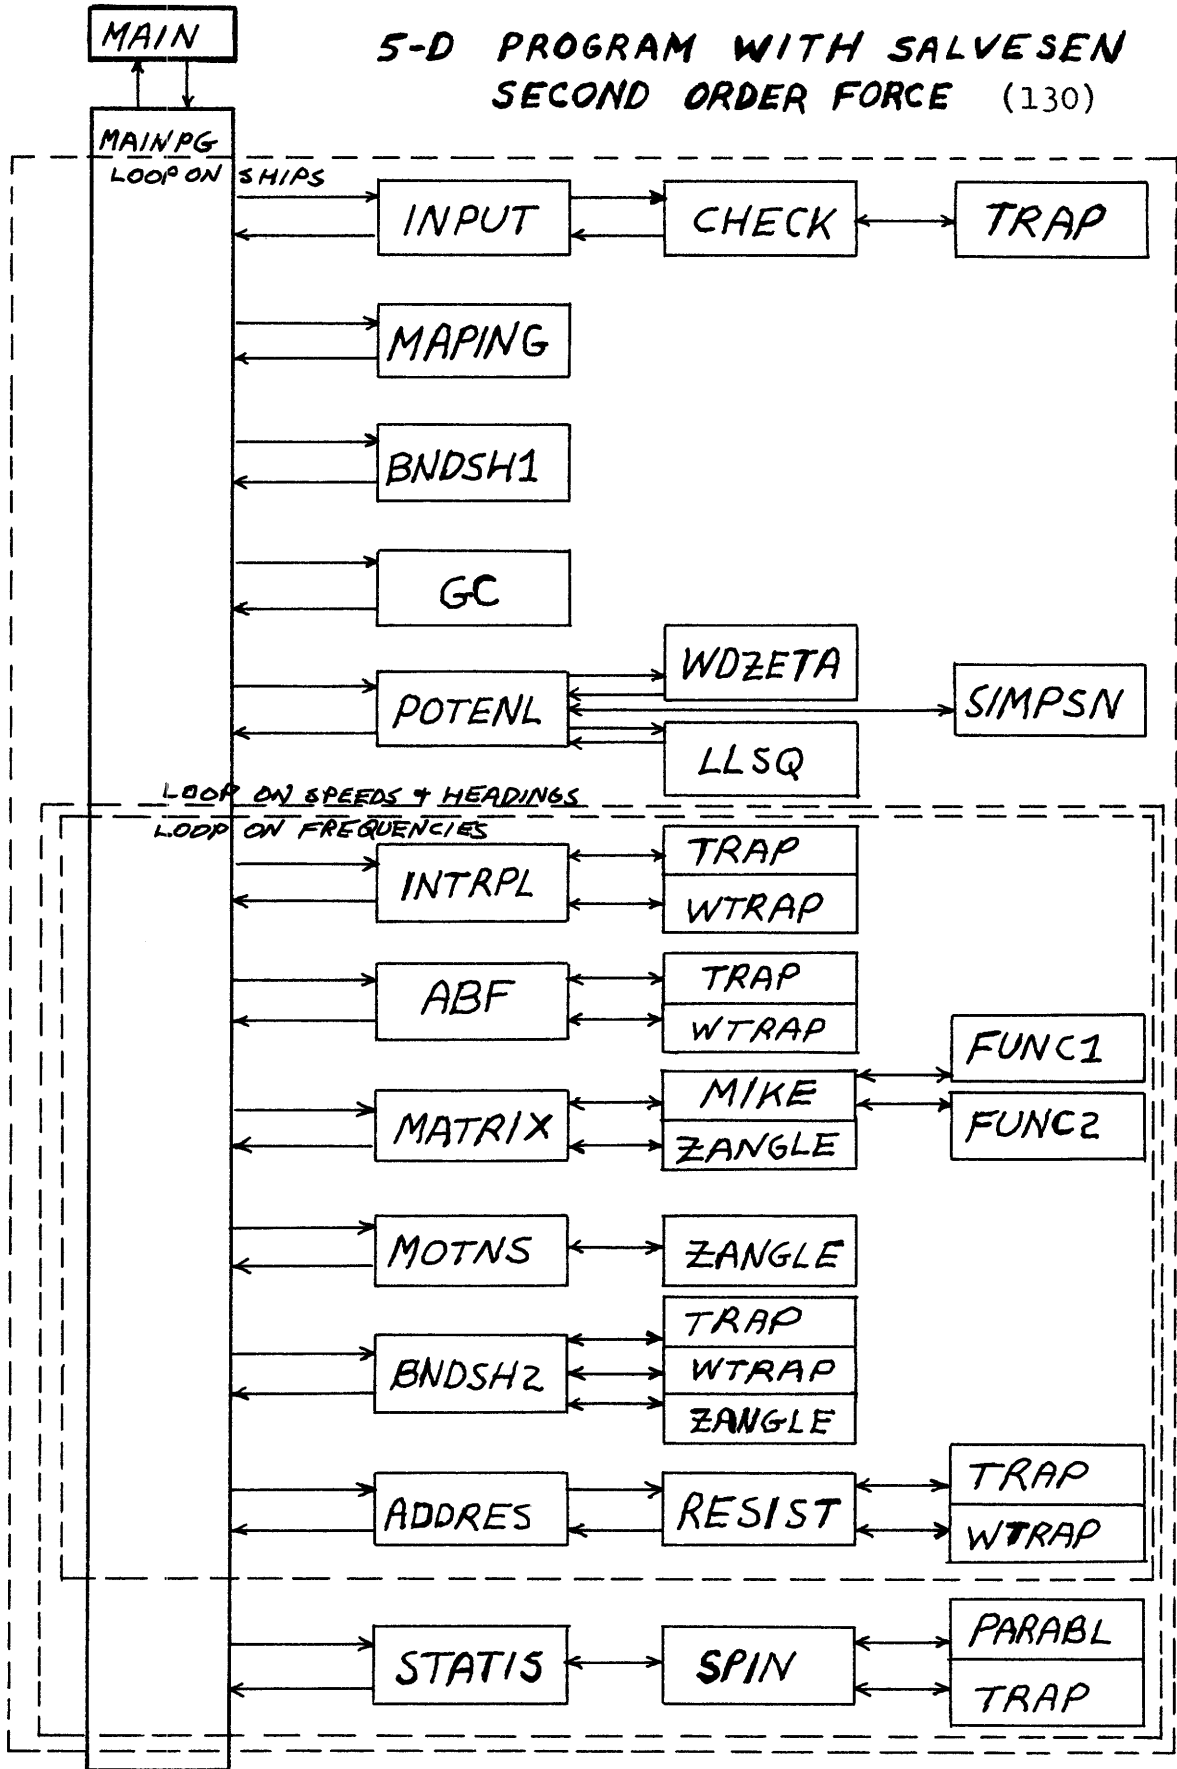 MAIN
5-D PROGRAM WITH SALVESEN
SECOND ORDER FORCE (130)
MAINPG
LOOP ON SHIPS
INPUT
CHECK
TRAP
MAPING
BNDSH1
GC
POTENL
WDZETA
SIMPSN
LLSQ
LOOP ON SPEEDS & HEADINGS
LOOP ON FREQUENCIES
INTRPL
TRAP
WTRAP
ABF
TRAP
WTRAP
MATRIX
MIKE
ZANGLE
FUNC1
FUNC2
MOTNS
ZANGLE
BNDSH2
TRAP
WTRAP
ZANGLE
ADDRES
RESIST
TRAP
WTRAP
STATIS
SPIN
PARABL
TRAP